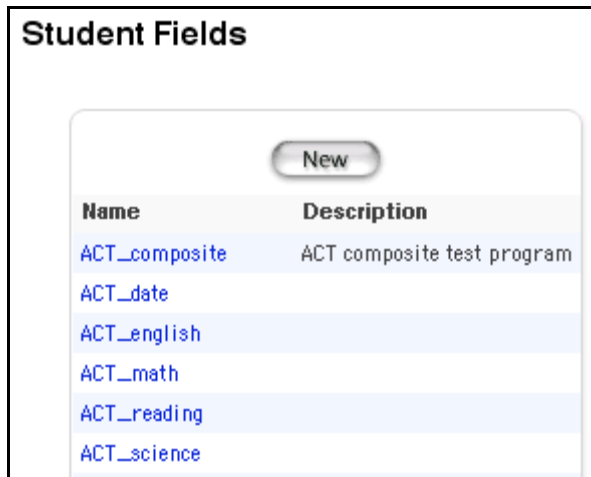 Student Fields
New
Name Description
ACT_composite ACT composite test program
ACT_date
ACT_english
ACT_math
ACT_reading
ACT_science